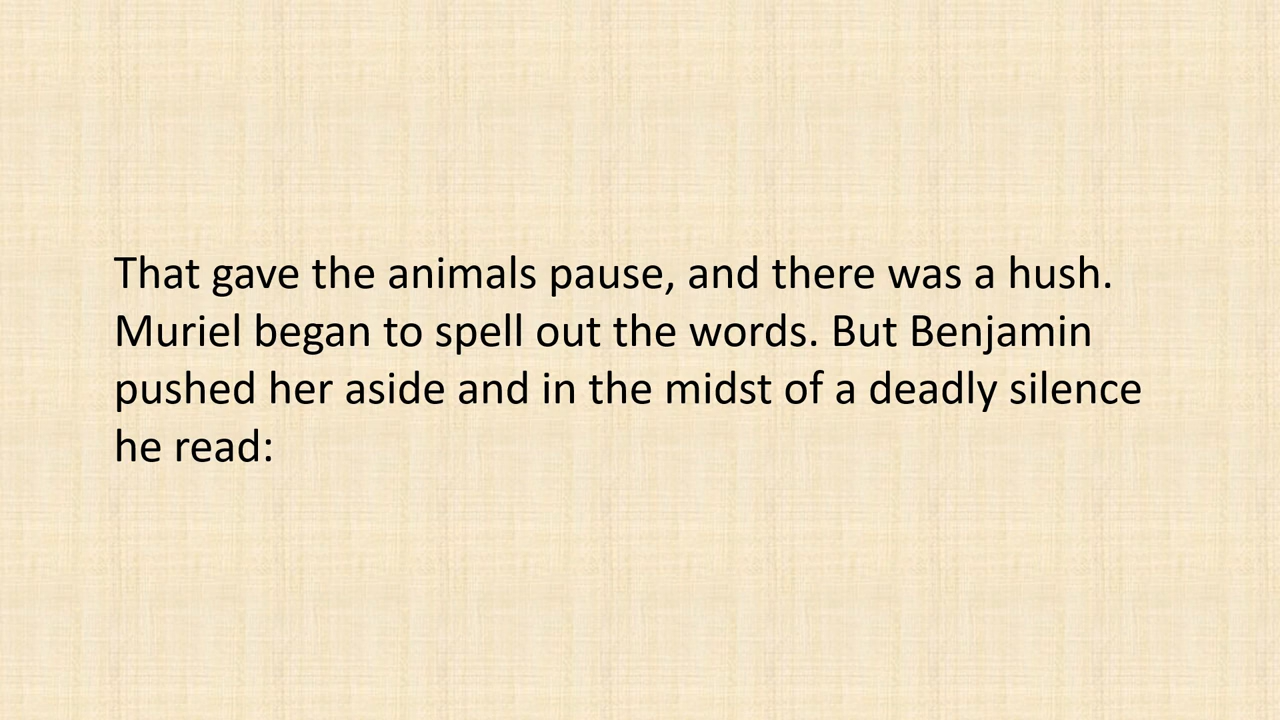 That gave the animals pause, and there was a hush.
Muriel began to spell out the words. But Benjamin
pushed her aside and in the midst of a deadly silence
he read: